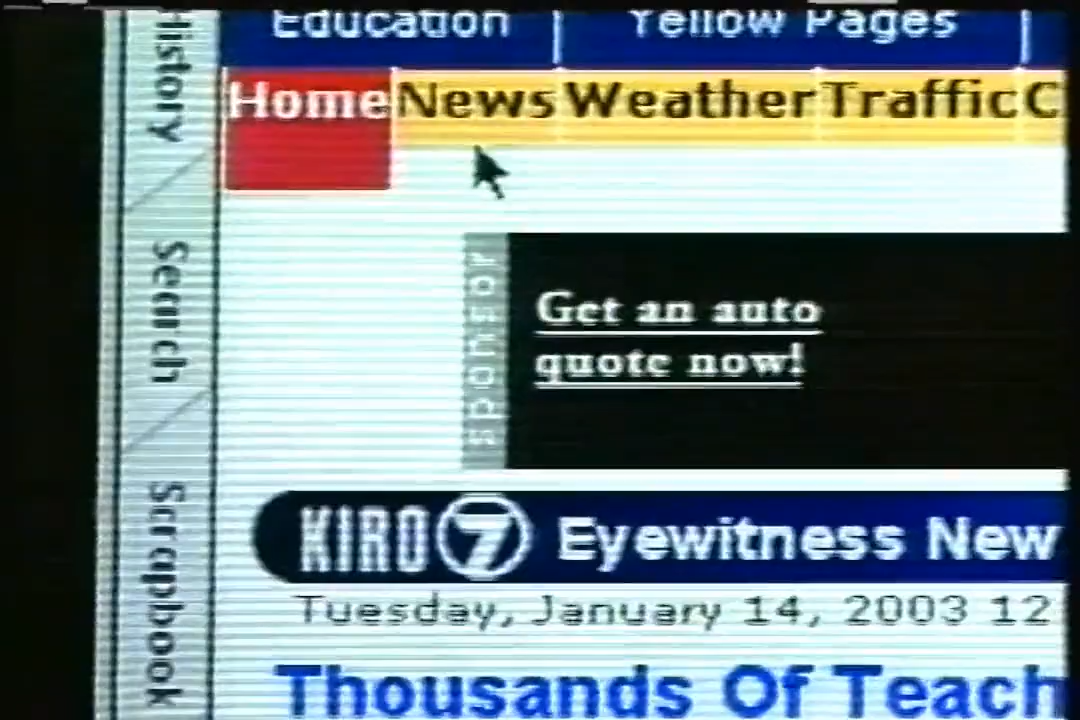 Education Yellow Pages
Home News Weather Traffic C
History
Search
Scrapbook
sponsor
Get an auto
quote now!
KIRO 7 Eyewitness New
Tuesday, January 14, 2003 12
Thousands Of Teach